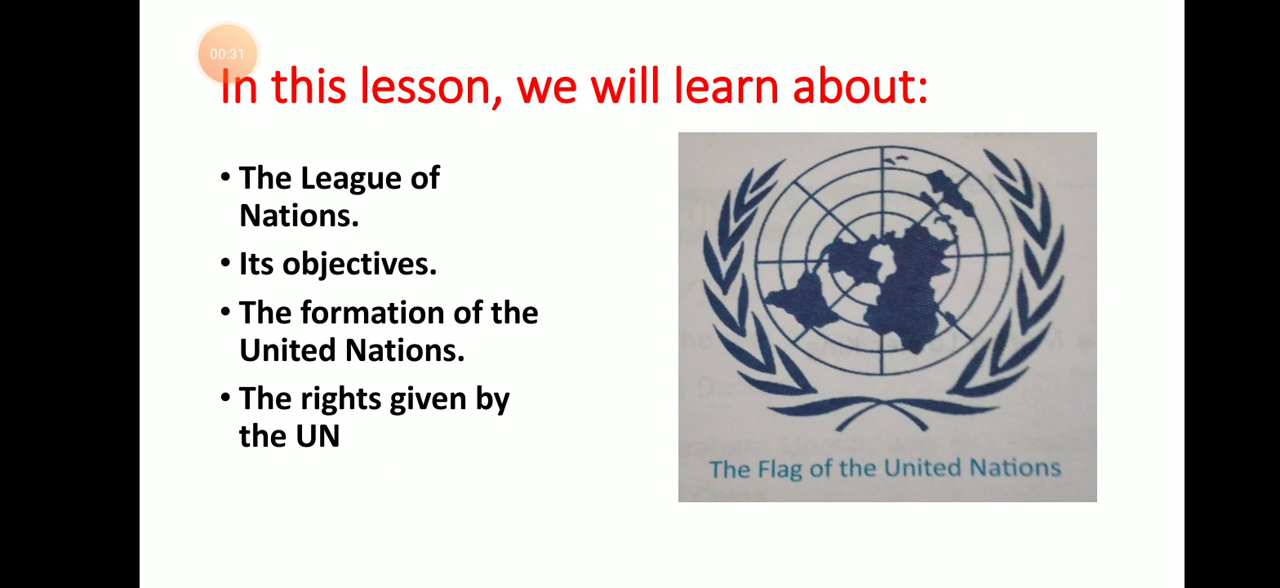 00:31
In this lesson, we will learn about:
• The League of
Nations.
• Its objectives.
• The formation of the
United Nations.
• The rights given by
the UN
The Flag of the United Nations